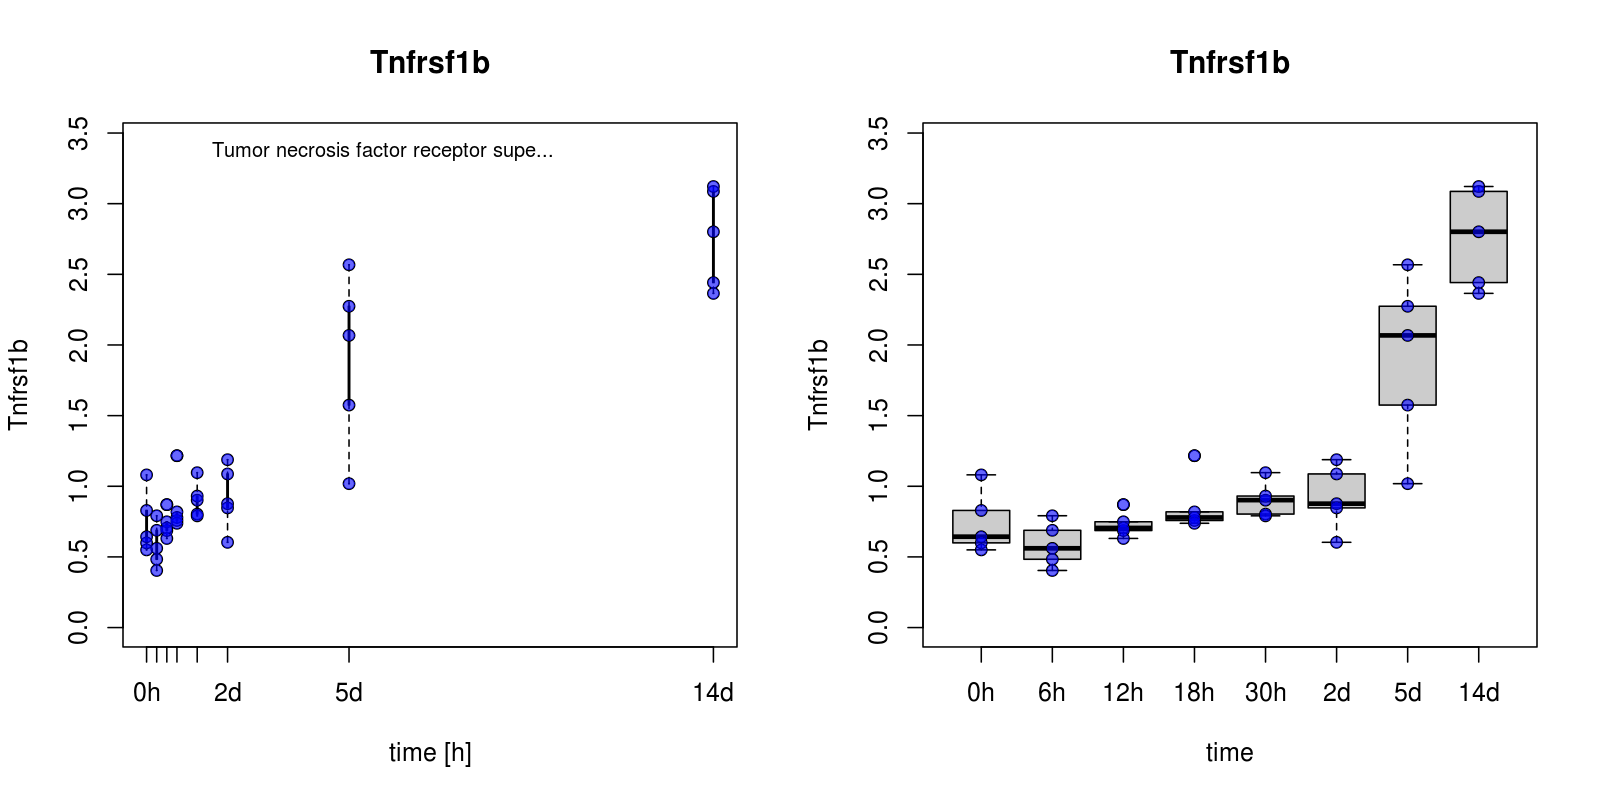 Tnfrsf1b
Tumor necrosis factor receptor supe...
Tnfrsf1b
3.5
3.0
2.5
2.0
1.5
1.0
0.5
0.0
0h 2d 5d 14d
time [h]
Tnfrsf1b
Tnfrsf1b
3.5
3.0
2.5
2.0
1.5
1.0
0.5
0.0
0h 6h 12h 18h 30h 2d 5d 14d
time